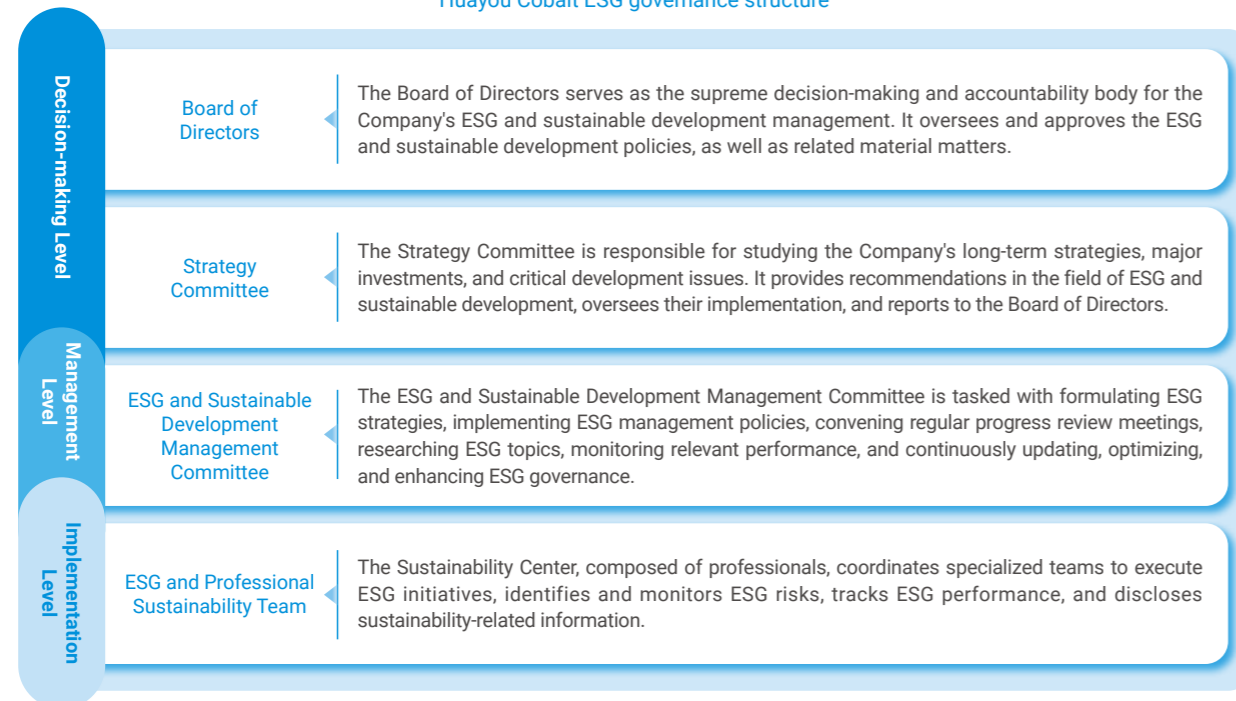 Huayou Cobalt ESG governance structure
Decision-making Level
Board of
Directors
The Board of Directors serves as the supreme decision-making and accountability body for the
Company's ESG and sustainable development management. It oversees and approves the ESG
and sustainable development policies, as well as related material matters.
Strategy
Committee
The Strategy Committee is responsible for studying the Company's long-term strategies, major
investments, and critical development issues. It provides recommendations in the field of ESG and
sustainable development, oversees their implementation, and reports to the Board of Directors.
Management
Level
ESG and Sustainable
Development
Management
Committee
The ESG and Sustainable Development Management Committee is tasked with formulating ESG
strategies, implementing ESG management policies, convening regular progress review meetings,
researching ESG topics, monitoring relevant performance, and continuously updating, optimizing,
and enhancing ESG governance.
Implementation
Level
ESG and Professional
Sustainability Team
The Sustainability Center, composed of professionals, coordinates specialized teams to execute
ESG initiatives, identifies and monitors ESG risks, tracks ESG performance, and discloses
sustainability-related information.